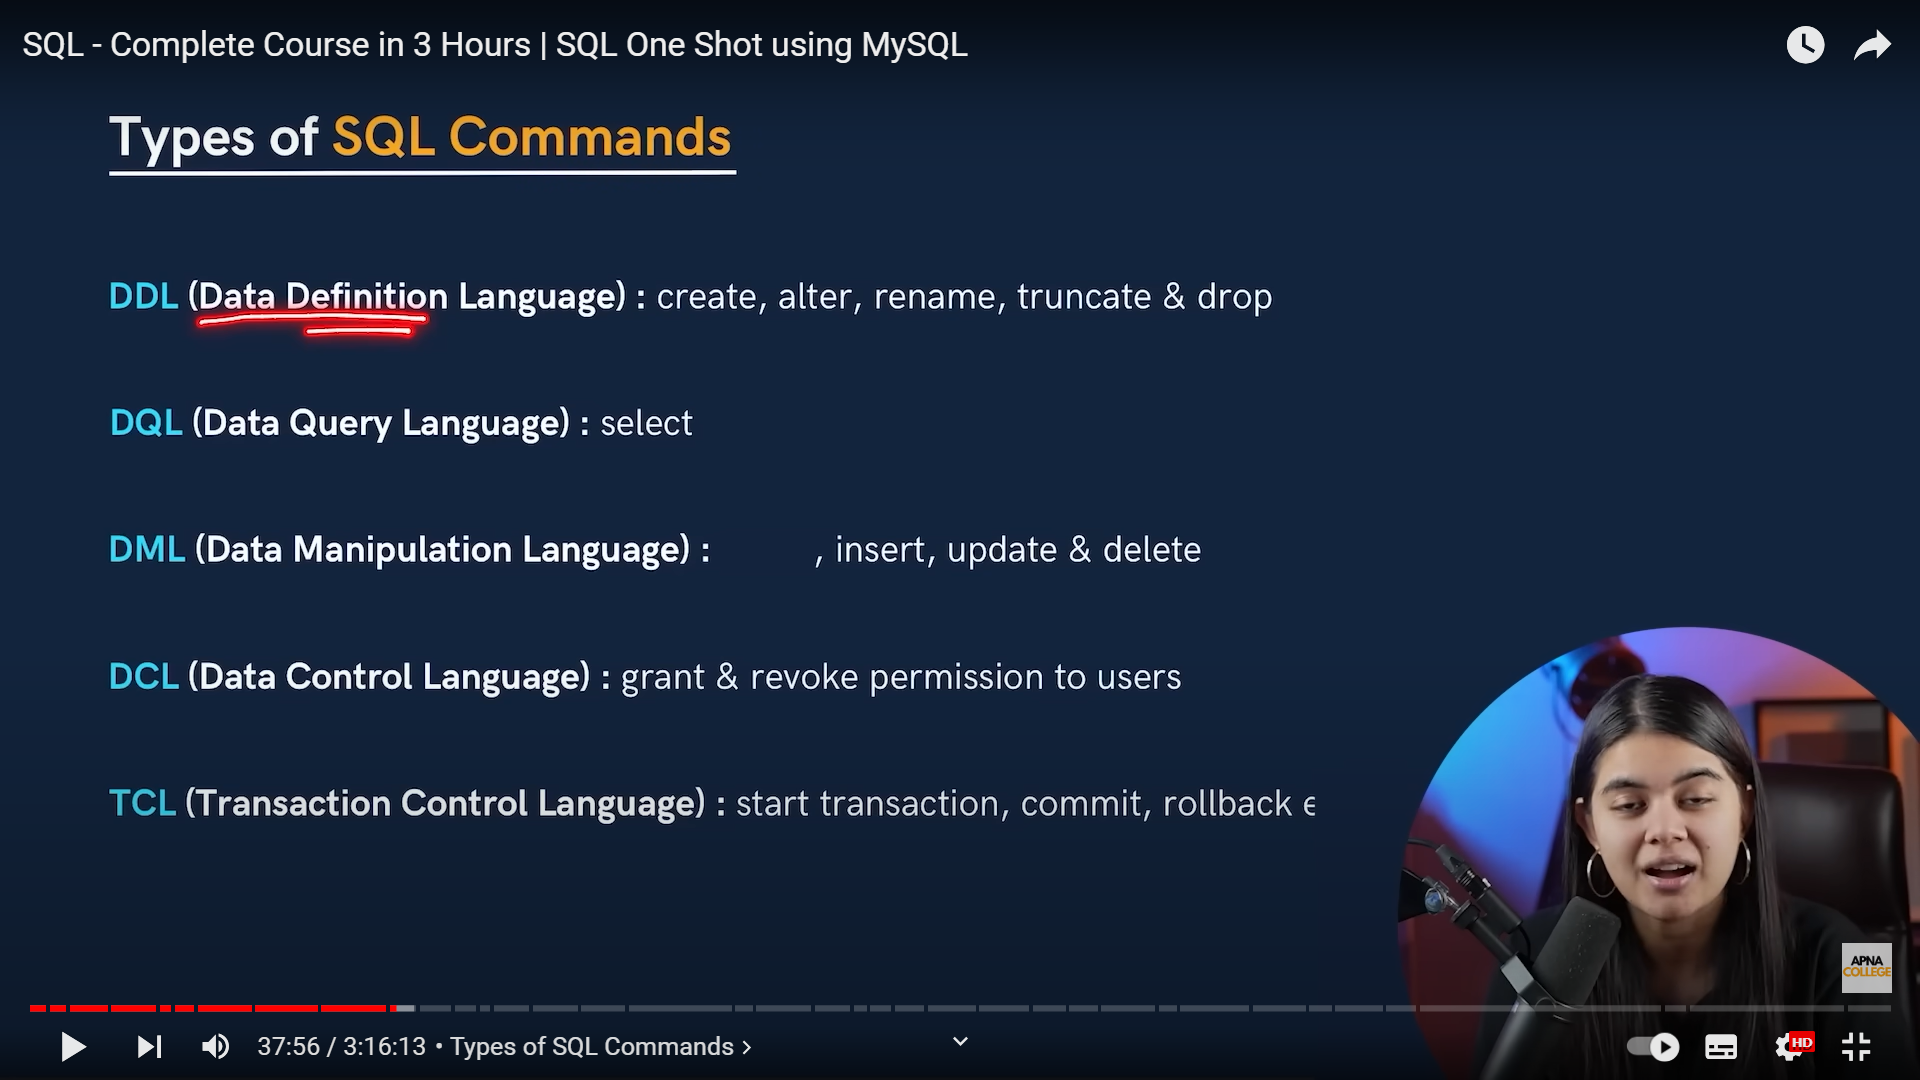 SQL - Complete Course in 3 Hours | SQL One Shot using MySQL
Types of SQL Commands
DDL (Data Definition Language) : create, alter, rename, truncate & drop
DQL (Data Query Language) : select
DML (Data Manipulation Language) : , insert, update & delete
DCL (Data Control Language) : grant & revoke permission to users
TCL (Transaction Control Language) : start transaction, commit, rollback e
APNA
COLLEGE
37:56 / 3:16:13 • Types of SQL Commands
HD